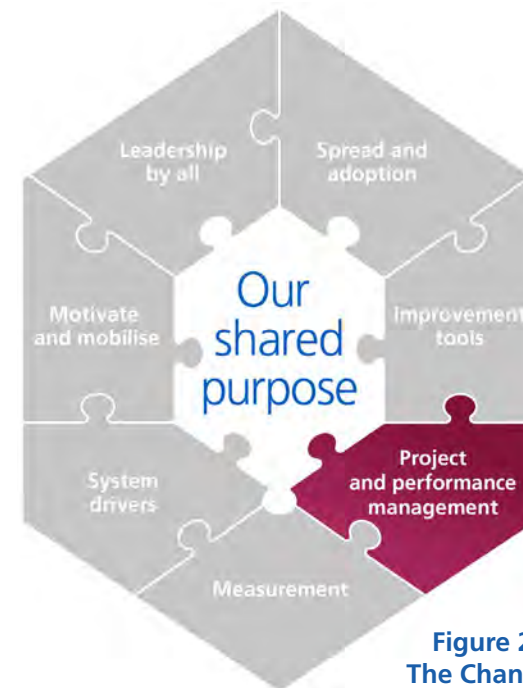 Leadership
by all
Spread and
adoption
Motivate
and mobilise
Our
shared
purpose
Improvement
tools
System
drivers
Project
and performance
management
Measurement
Figure 2
The Chan